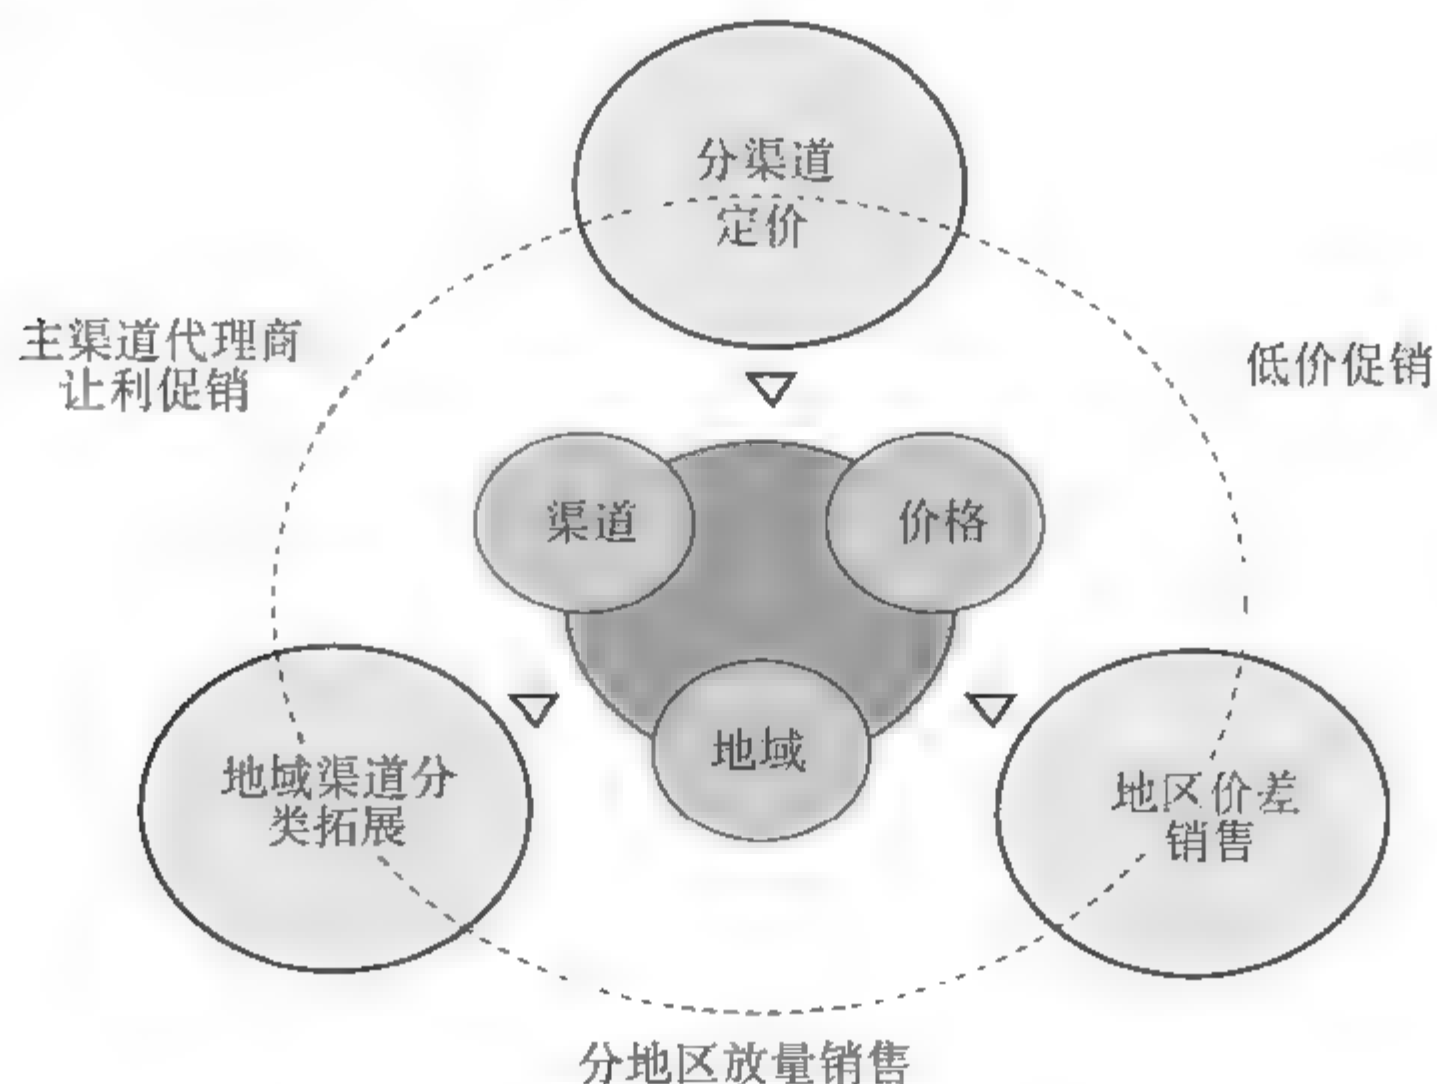 分渠道
定价
主渠道代理商
让利促销
低价促销
渠道
价格
地域
地域渠道分
类拓展
地区价差
销售
分地区放量销售